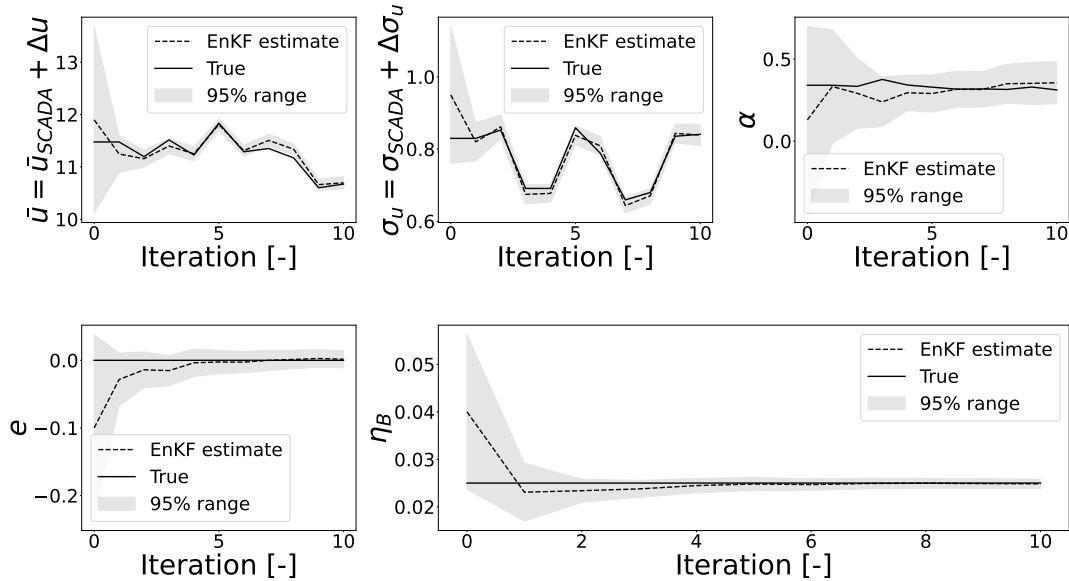 ū = ū_SCADA + Δu
13
12
11
10
0
5
10
Iteration [-]
EnKF estimate
True
95% range
σ_u = σ_SCADA + Δσ_u
1.0
0.8
0.6
0
5
10
Iteration [-]
EnKF estimate
True
95% range
α
0.5
0.0
0
5
10
Iteration [-]
EnKF estimate
95% range
e
0.0
−0.1
−0.2
0
5
10
Iteration [-]
EnKF estimate
True
95% range
η_B
0.05
0.04
0.03
0.02
0
2
4
6
8
10
Iteration [-]
EnKF estimate
True
95% range